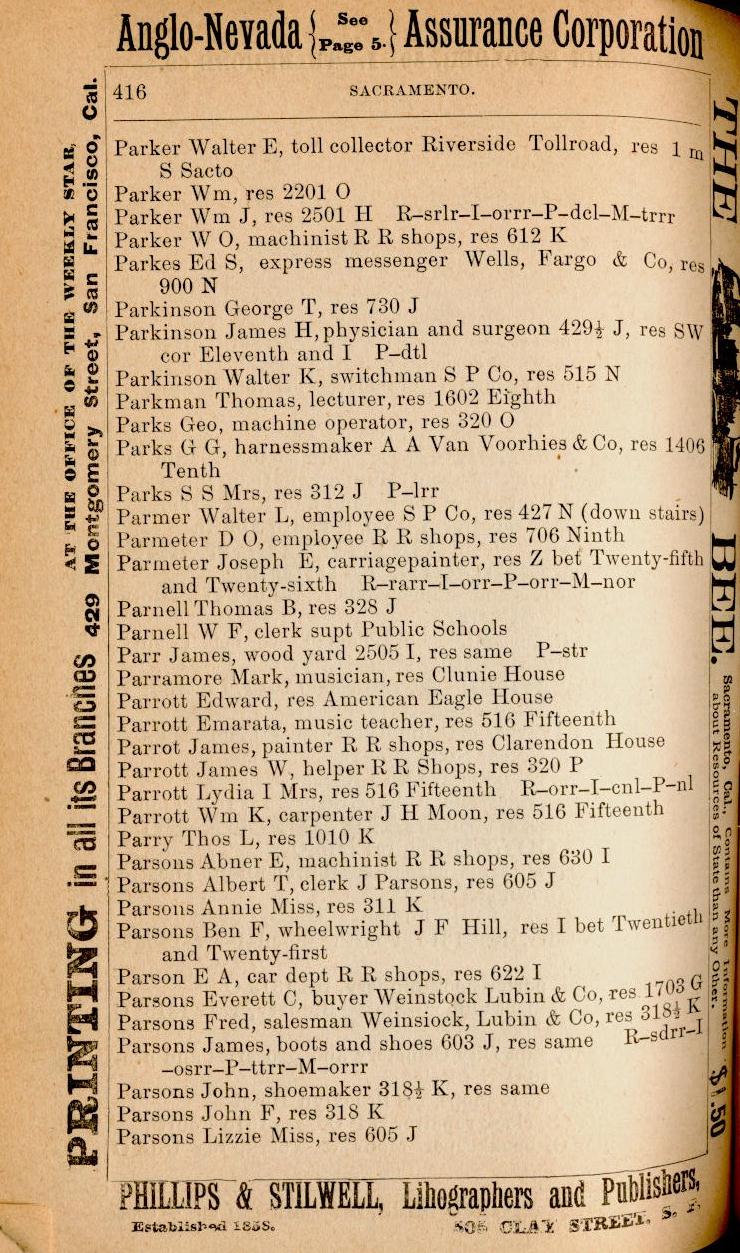 Anglo-Nevada { See Page 5. } Assurance Corporation
416 SACRAMENTO.
Parker Walter E, toll collector Riverside Tollroad, res 1 m
S Sacto
Parker Wm, res 2201 O
Parker Wm J, res 2501 H R–srlr–I–orrr–P–dcl–M–trrr
Parker W O, machinist R R shops, res 612 K
Parkes Ed S, express messenger Wells, Fargo & Co, res
900 N
Parkinson George T, res 730 J
Parkinson James H, physician and surgeon 429½ J, res SW
cor Eleventh and I P–dtl
Parkinson Walter K, switchman S P Co, res 515 N
Parkman Thomas, lecturer, res 1602 Eighth
Parks Geo, machine operator, res 320 O
Parks G G, harnessmaker A A Van Voorhies & Co, res 1406
Tenth
Parks S S Mrs, res 312 J P–lrr
Parmer Walter L, employee S P Co, res 427 N (down stairs)
Parmeter D O, employee R R shops, res 706 Ninth
Parmeter Joseph E, carriagepainter, res Z bet Twenty-fifth
and Twenty-sixth R–rarr–I–orr–P–orr–M–nor
Parnell Thomas B, res 328 J
Parnell W F, clerk supt Public Schools
Parr James, wood yard 2505 I, res same P–str
Parramore Mark, musician, res Clunie House
Parrott Edward, res American Eagle House
Parrott Emarata, music teacher, res 516 Fifteenth
Parrot James, painter R R shops, res Clarendon House
Parrott James W, helper R R Shops, res 320 P
Parrott Lydia I Mrs, res 516 Fifteenth R–orr–I–cnl–P–nl
Parrott Wm K, carpenter J H Moon, res 516 Fifteenth
Parry Thos L, res 1010 K
Parsons Abner E, machinist R R shops, res 630 I
Parsons Albert T, clerk J Parsons, res 605 J
Parsons Annie Miss, res 311 K
Parsons Ben F, wheelwright J F Hill, res I bet Twentieth
and Twenty-first
Parson E A, car dept R R shops, res 622 I
Parsons Everett C, buyer Weinstock Lubin & Co, res 1703 G
Parsons Fred, salesman Weinsiock, Lubin & Co, res 318½ K
Parsons James, boots and shoes 603 J, res same R–sdrr–I
–osrr–P–ttrr–M–orrr
Parsons John, shoemaker 318½ K, res same
Parsons John F, res 318 K
Parsons Lizzie Miss, res 605 J
PHILLIPS & STILWELL, Lihographers and Publishers,
Established 1858. 505 CLAY STREET, S. F.
PRINTING in all its Branches
AT THE OFFICE OF THE WEEKLY STAR,
429 Montgomery Street, San Francisco, Cal.
THE BEE.
Sacramento, Cal., Contains More Information
about Resources of State than any Other.
$1.50